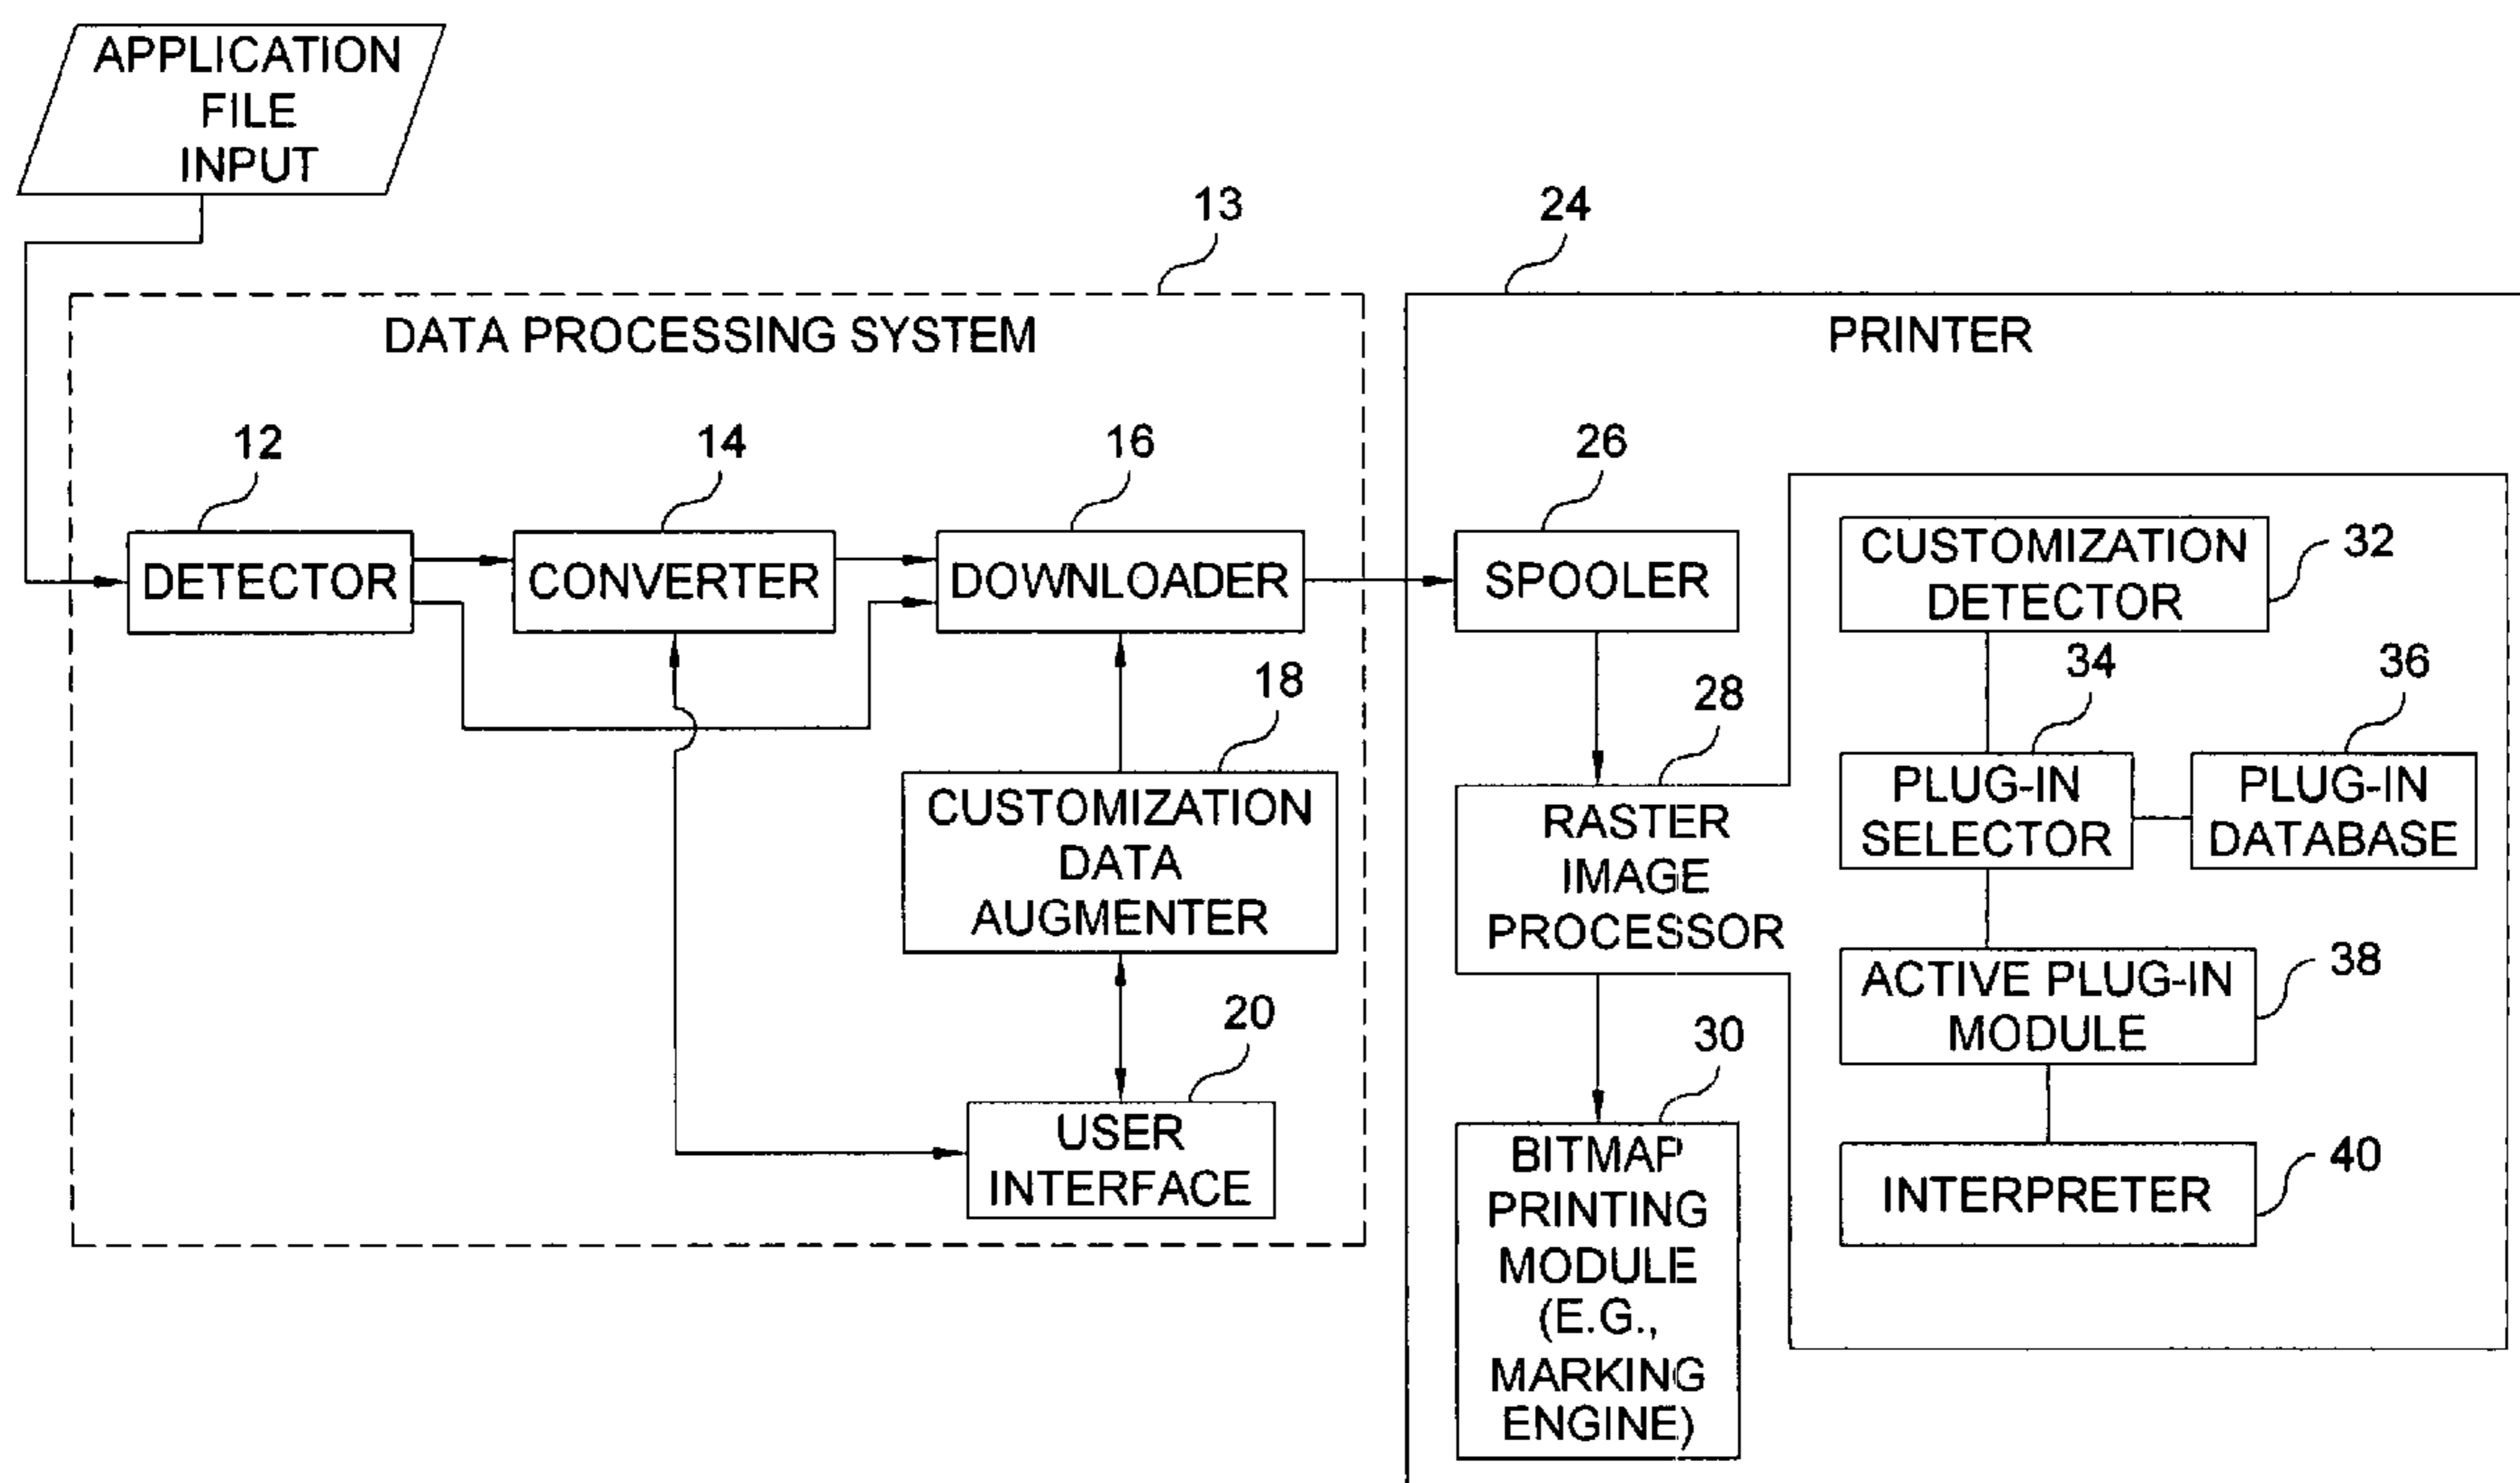 APPLICATION
FILE
INPUT
13
24
DATA PROCESSING SYSTEM
PRINTER
12
14
16
26
DETECTOR
CONVERTER
DOWNLOADER
SPOOLER
CUSTOMIZATION
DETECTOR
32
18
28
34
36
CUSTOMIZATION
DATA
AUGMENTER
RASTER
IMAGE
PROCESSOR
PLUG-IN
SELECTOR
PLUG-IN
DATABASE
ACTIVE PLUG-IN
MODULE
38
20
30
USER
INTERFACE
BITMAP
PRINTING
MODULE
(E.G.,
MARKING
ENGINE)
INTERPRETER
40